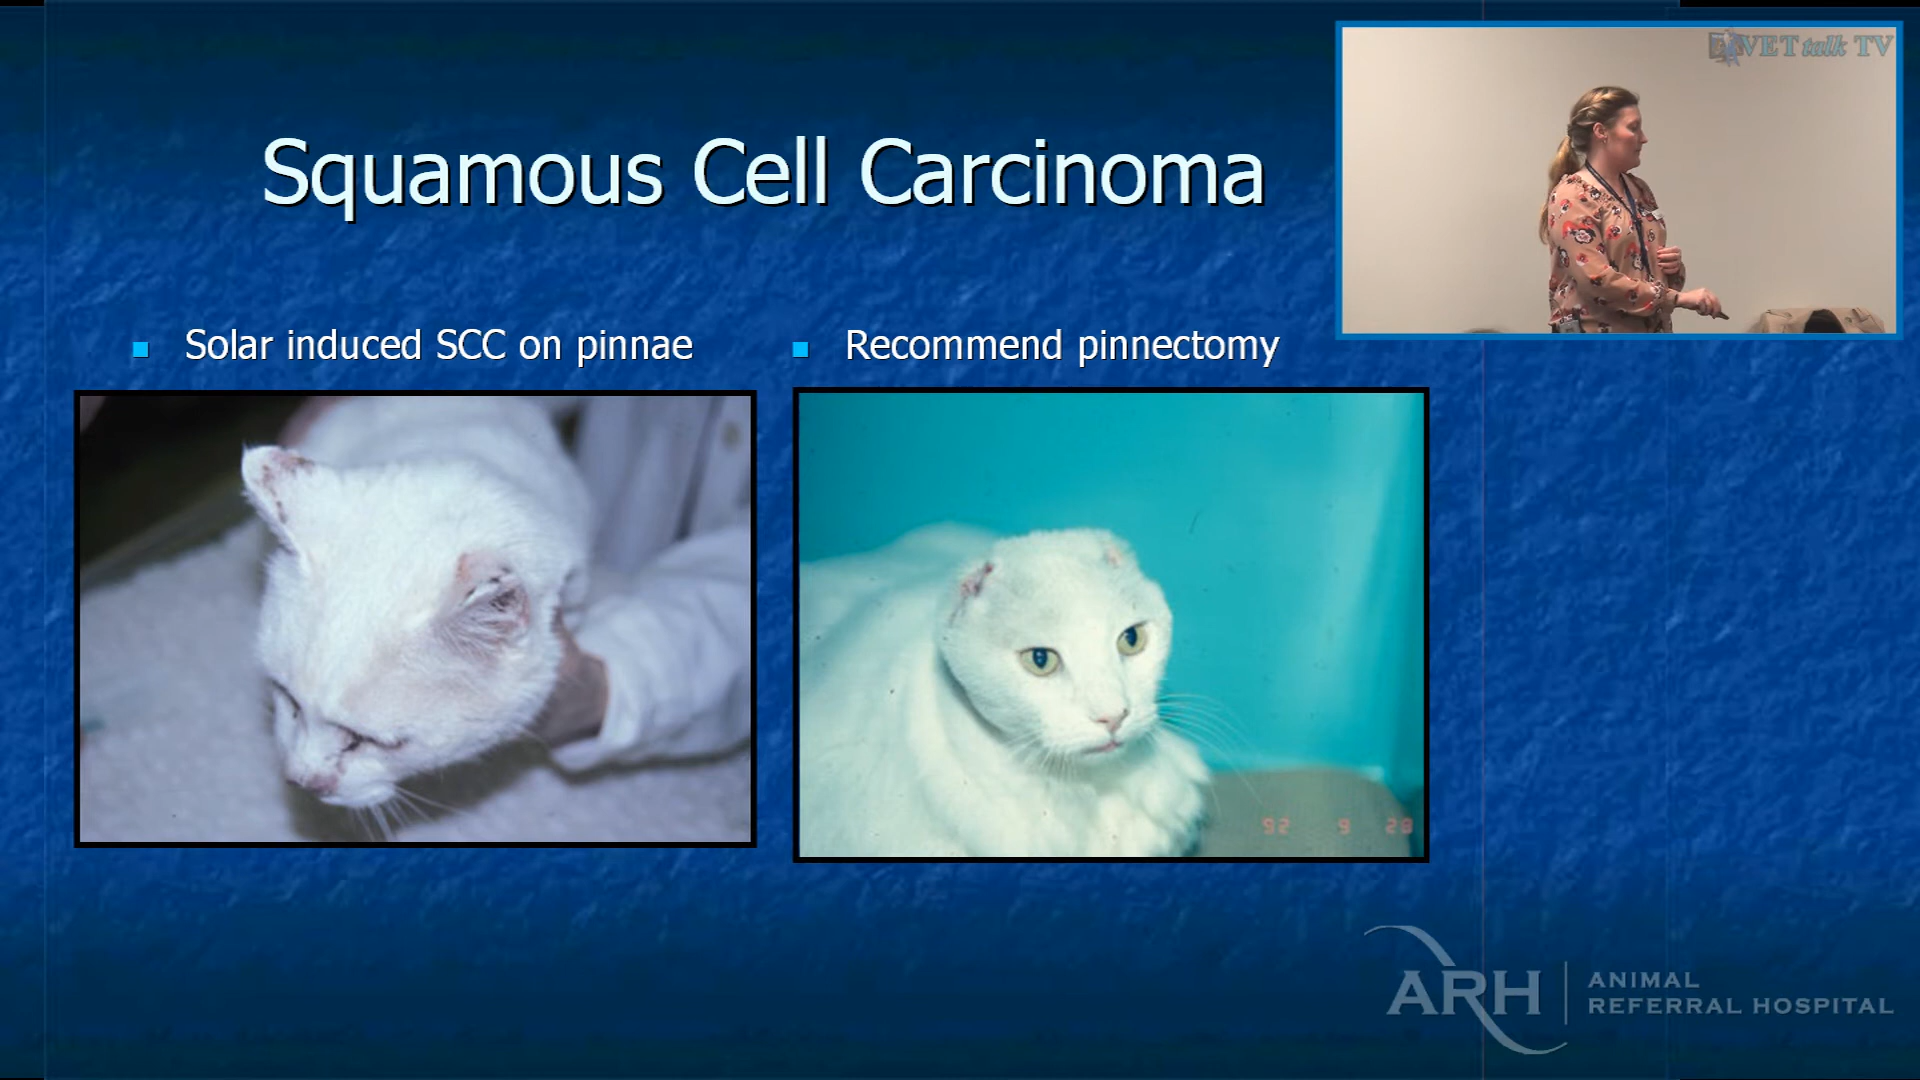 VET talk TV
Squamous Cell Carcinoma
Solar induced SCC on pinnae
Recommend pinnectomy
92 9 28
ARH
ANIMAL
REFERRAL HOSPITAL